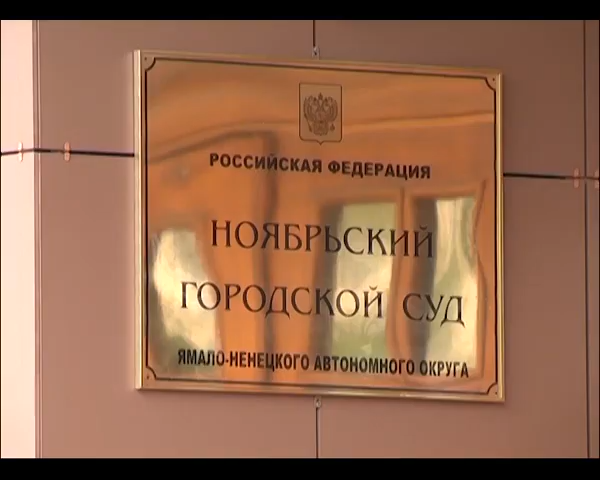 РОССИЙСКАЯ ФЕДЕРАЦИЯ
НОЯБРЬСКИЙ
ГОРОДСКОЙ СУД
ЯМАЛО-НЕНЕЦКОГО АВТОНОМНОГО ОКРУГА